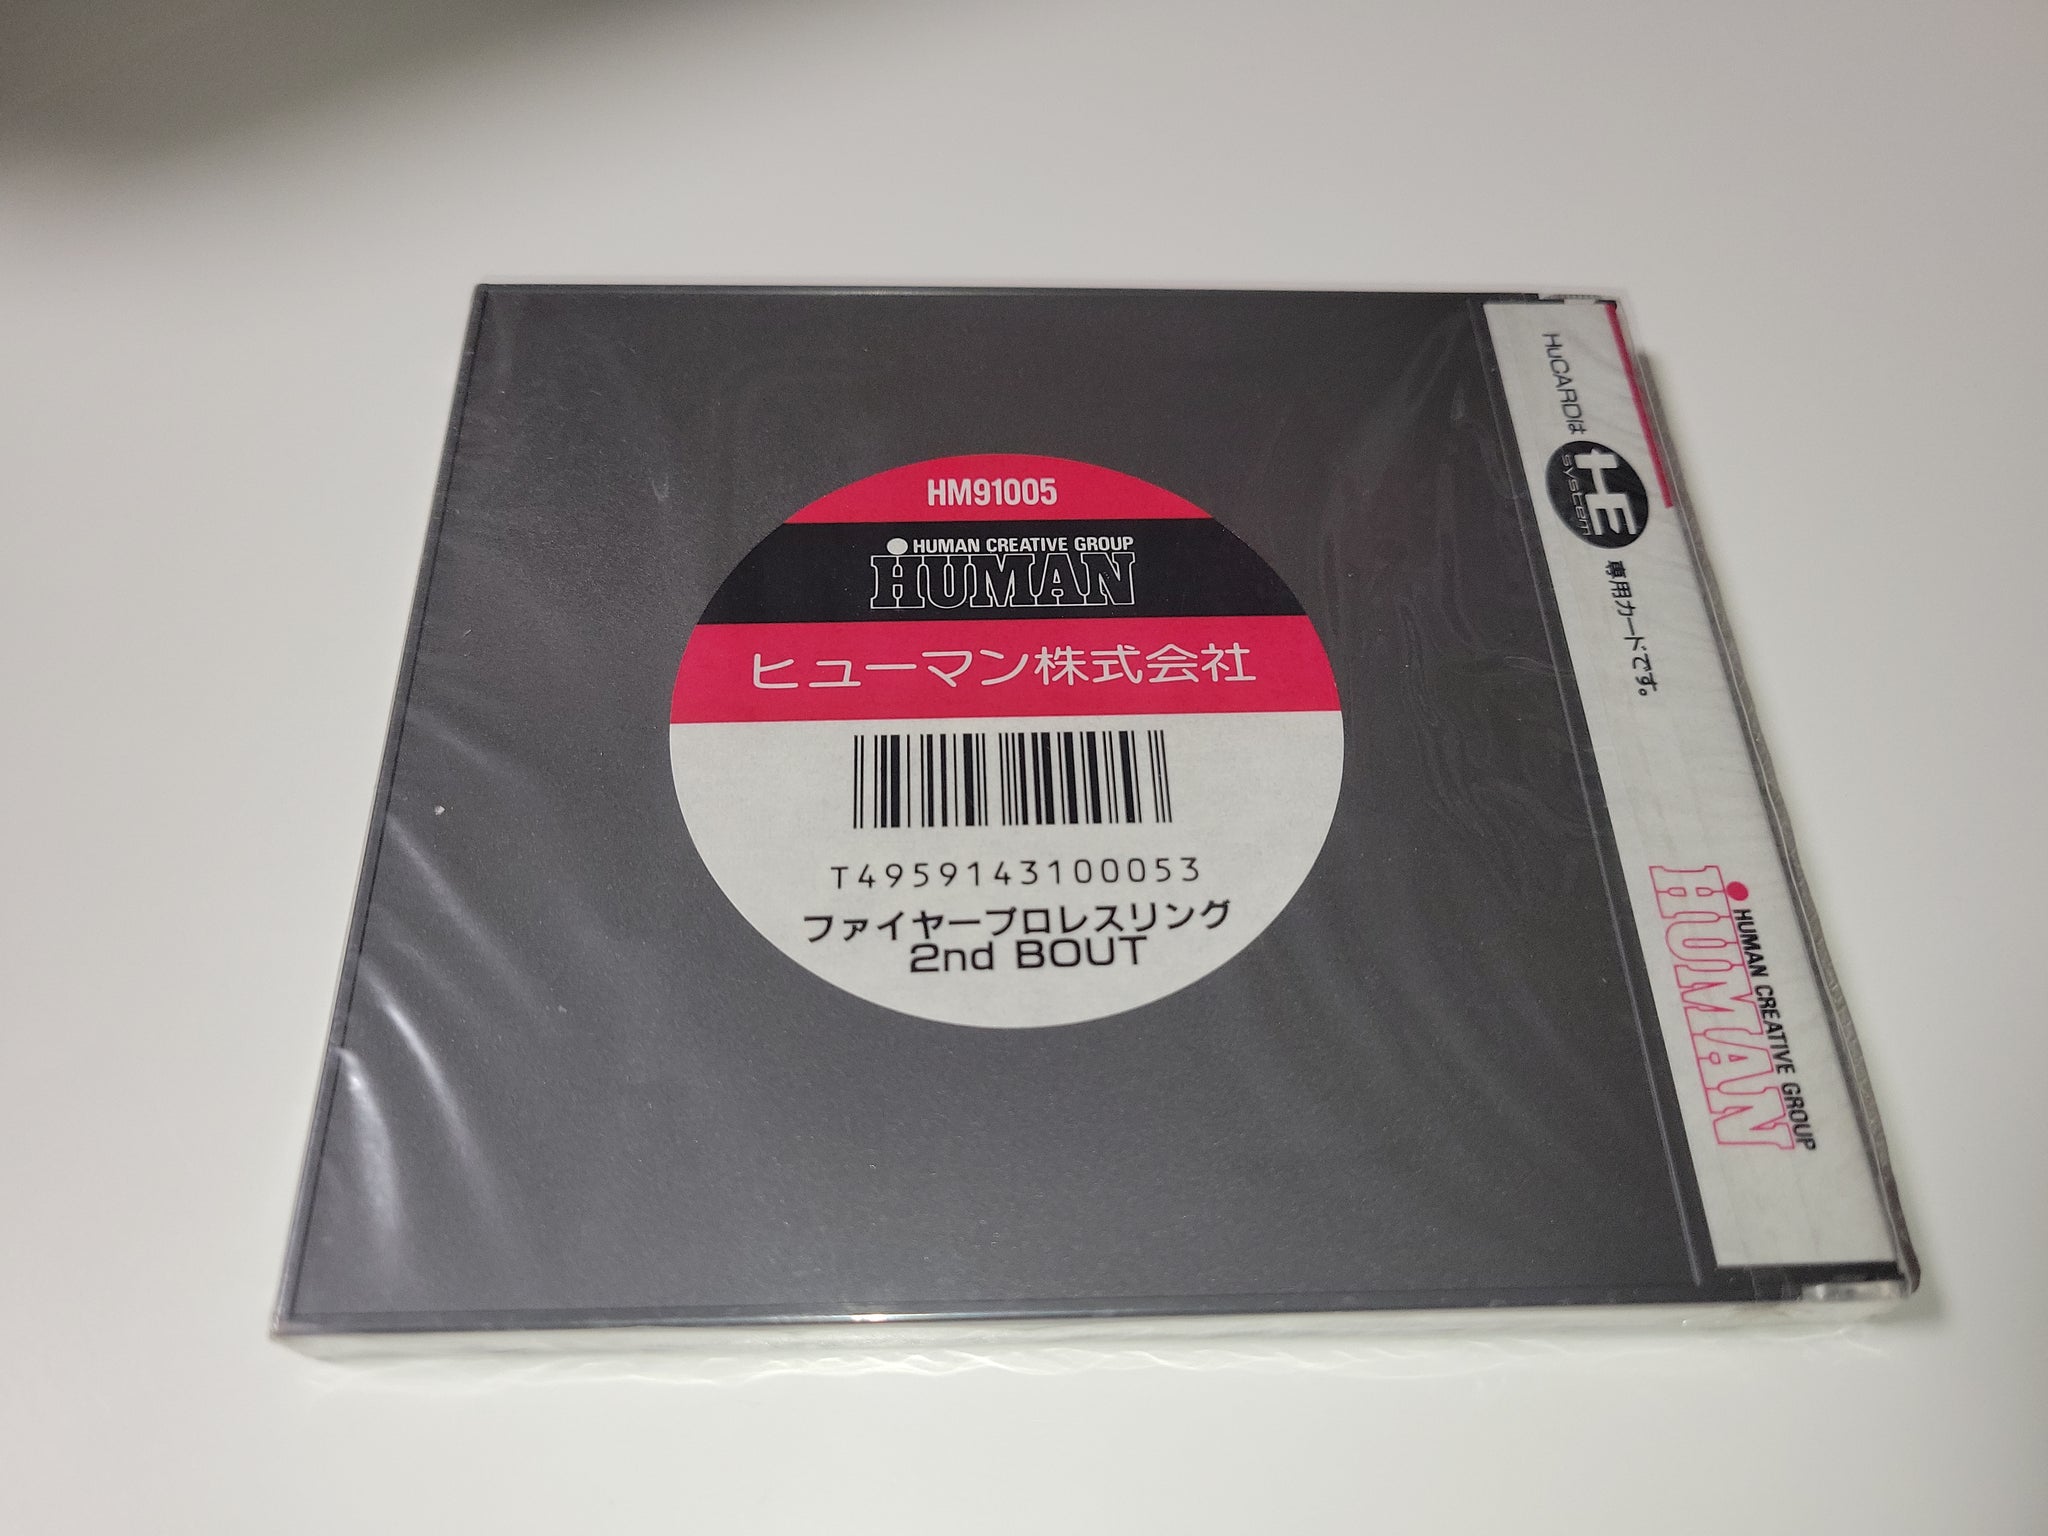 HM91005
HUMAN CREATIVE GROUP
HUMAN
ヒューマン株式会社
T4959143100053
ファイヤープロレスリング
2nd BOUT
HuCARDは HE system 専用カードです。
HUMAN CREATIVE GROUP
HUMAN